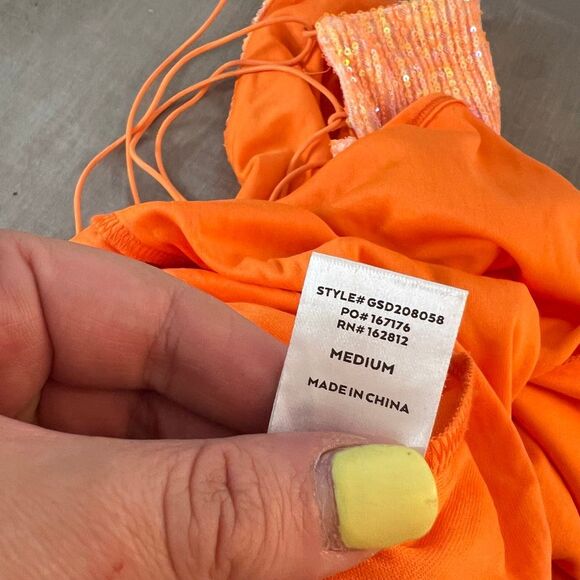 STYLE# GSD208058
PO# 167176
RN# 162812
MEDIUM
MADE IN CHINA